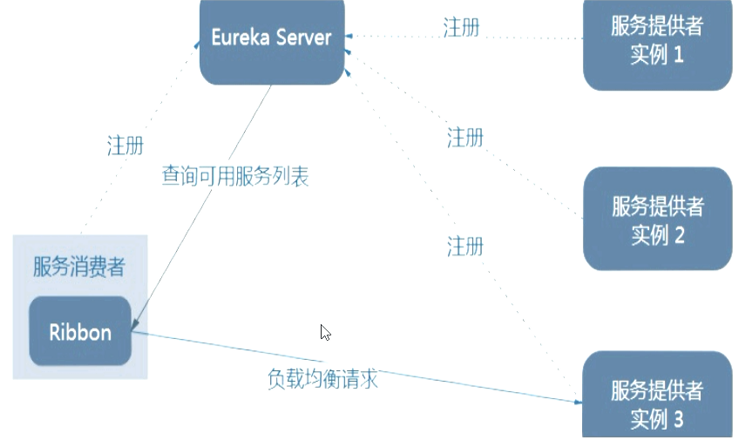 Eureka Server
注册
服务提供者
实例 1
注册
注册
查询可用服务列表
服务提供者
实例 2
注册
服务消费者
Ribbon
负载均衡请求
服务提供者
实例 3